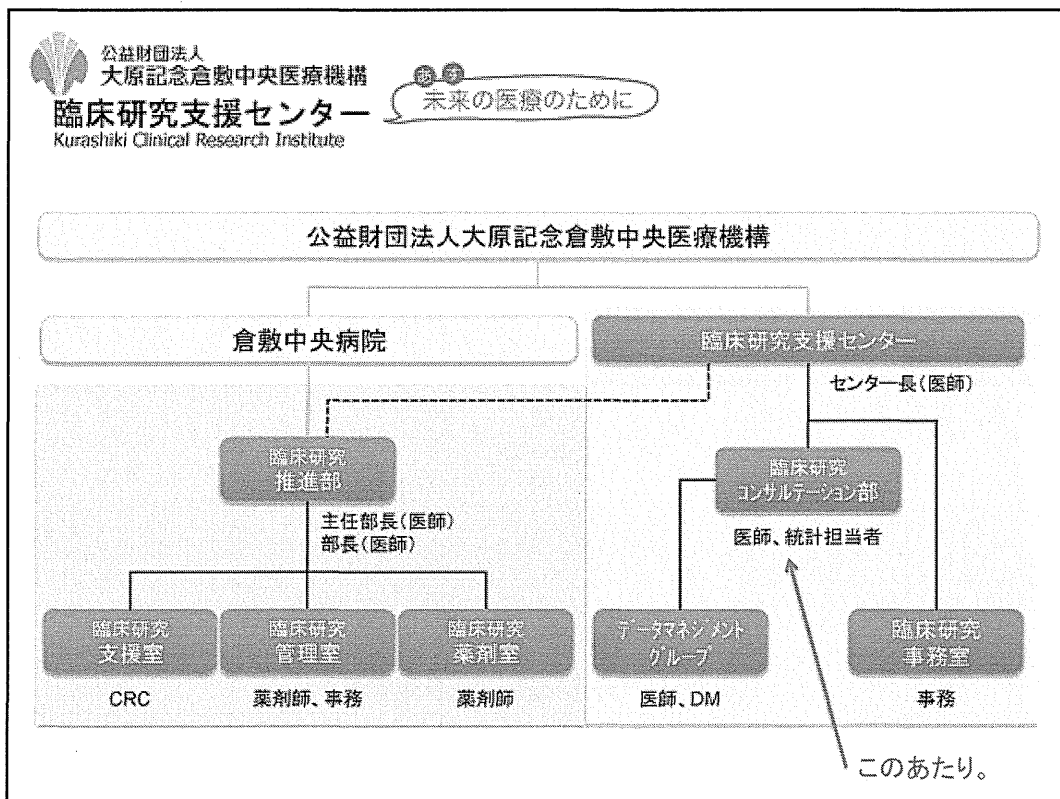 公益財団法人
大原記念倉敷中央医療機構
臨床研究支援センター
Kurashiki Clinical Research Institute
あす
未来の医療のために
公益財団法人大原記念倉敷中央医療機構
倉敷中央病院
臨床研究支援センター
センター長(医師)
臨床研究
推進部
主任部長(医師)
部長(医師)
臨床研究
コンサルテーション部
医師、統計担当者
臨床研究
支援室
CRC
臨床研究
管理室
薬剤師、事務
臨床研究
薬剤室
薬剤師
データマネジメント
グループ
医師、DM
臨床研究
事務室
事務
このあたり。